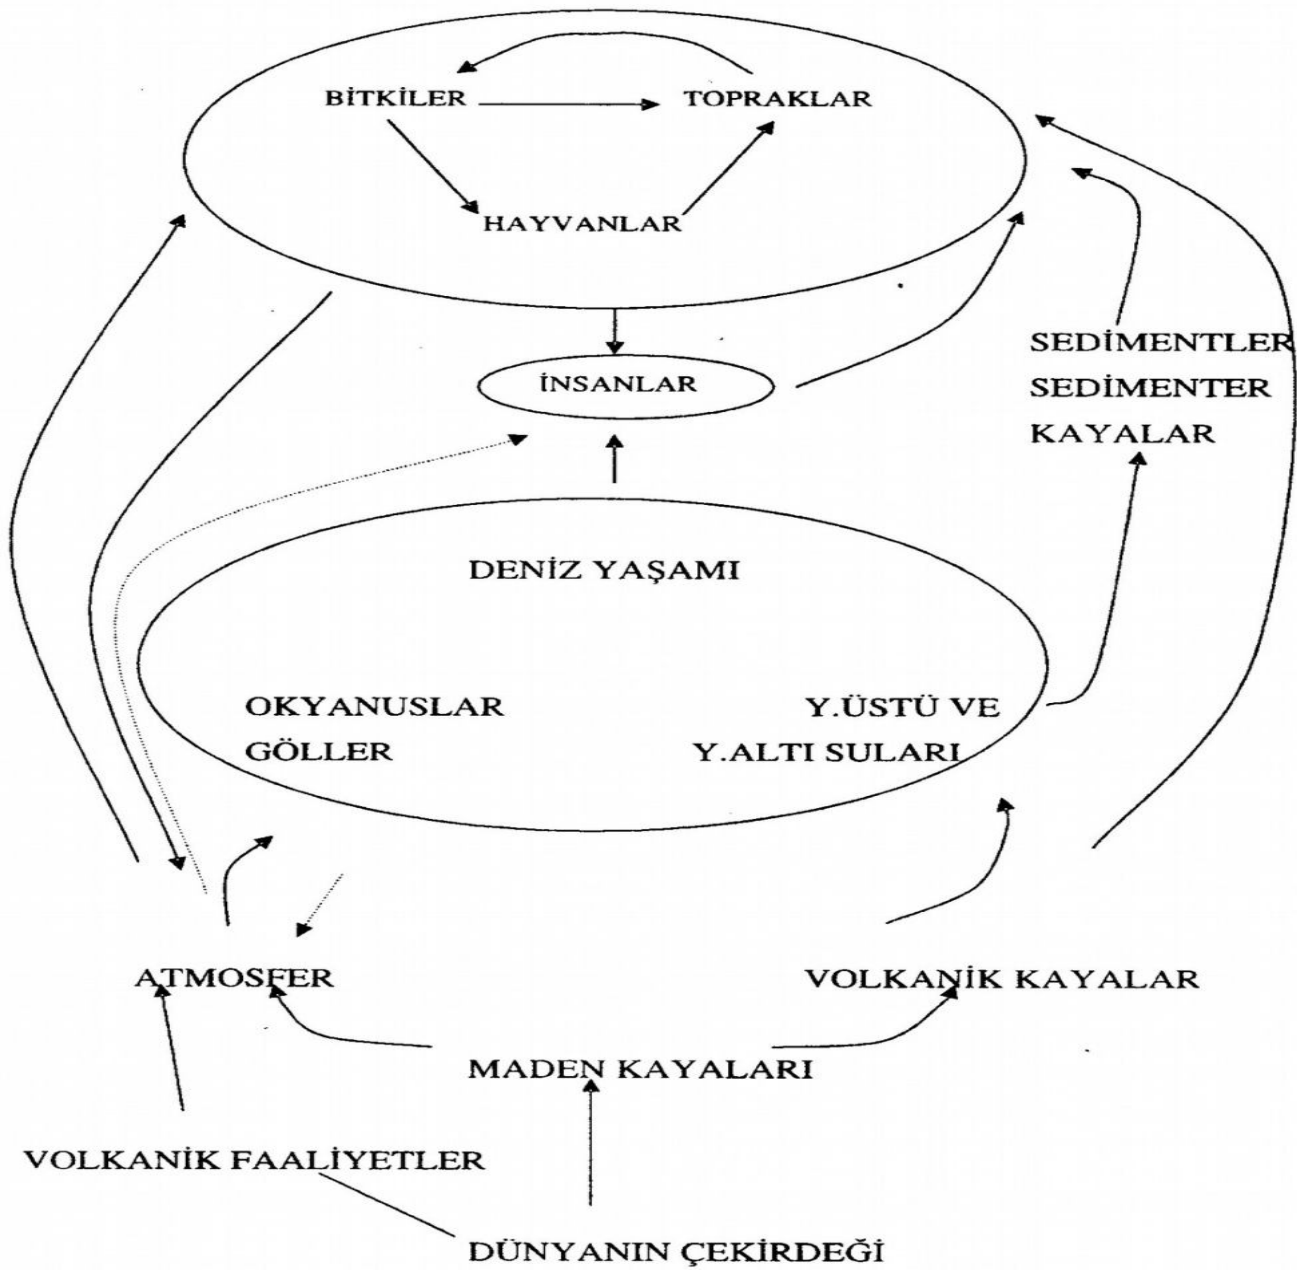 BİTKİLER TOPRAKLAR
HAYVANLAR
SEDİMENTLER
İNSANLAR
SEDİMENTER
KAYALAR
DENİZ YAŞAMI
OKYANUSLAR
GÖLLER
Y.ÜSTÜ VE
Y.ALTI SULARI
ATMOSFER
VOLKANİK KAYALAR
MADEN KAYALARI
VOLKANİK FAALİYETLER
DÜNYANIN ÇEKİRDEĞİ